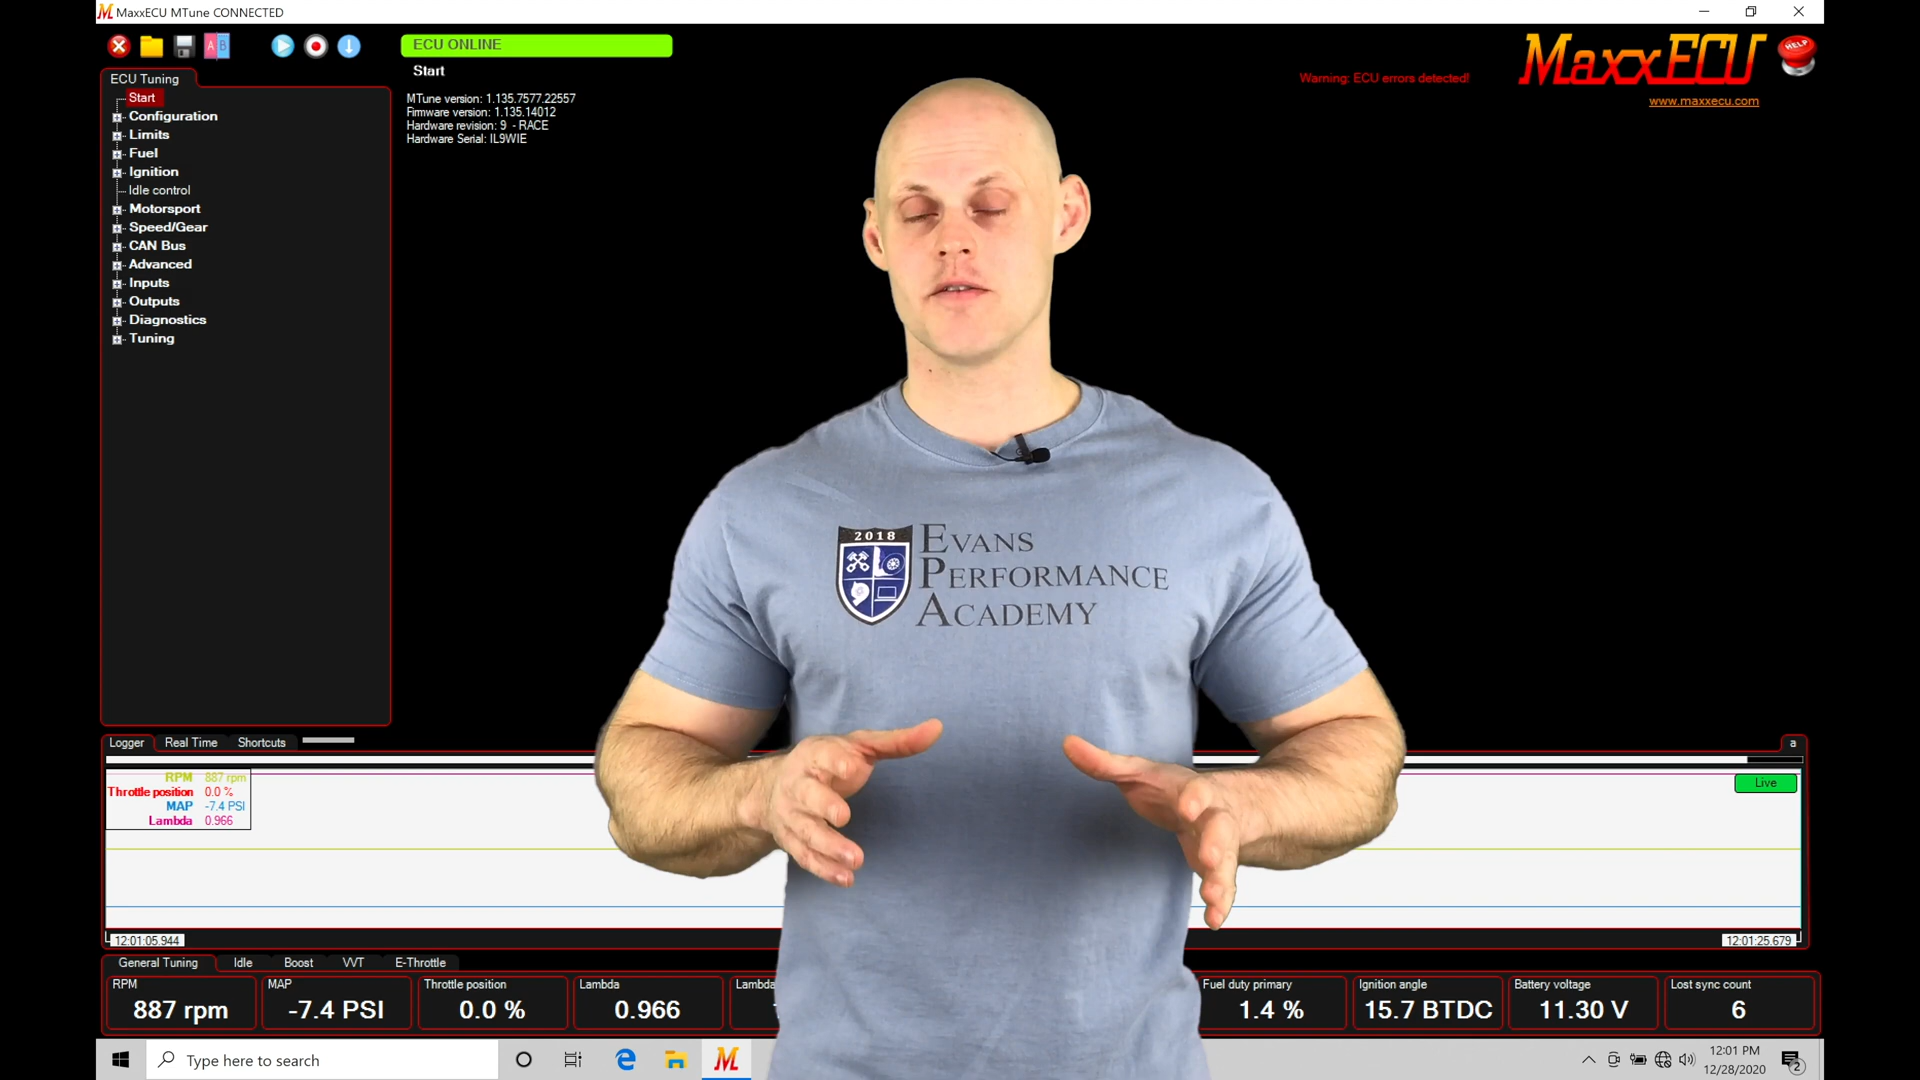 MaxxECU MTune CONNECTED
A B
ECU ONLINE
MaxxECU
HELP
ECU Tuning
Start
Warning: ECU errors detected!
www.maxxecu.com
MTune version: 1.135.7577.22557
Firmware version: 1.135.14012
Hardware revision: 9 - RACE
Hardware Serial: IL9WIE
Start
Configuration
Limits
Fuel
Ignition
Idle control
Motorsport
Speed/Gear
CAN Bus
Advanced
Inputs
Outputs
Diagnostics
Tuning
2018
EVANS
PERFORMANCE
ACADEMY
Logger Real Time Shortcuts
a
RPM 887 rpm
Throttle position 0.0 %
MAP -7.4 PSI
Lambda 0.966
Live
12:01:05.944
12:01:25.679
General Tuning Idle Boost VVT E-Throttle
RPM MAP Throttle position Lambda Lambda Fuel duty primary Ignition angle Battery voltage Lost sync count
887 rpm -7.4 PSI 0.0 % 0.966 1.4 % 15.7 BTDC 11.30 V 6
Type here to search
12:01 PM
12/28/2020
2